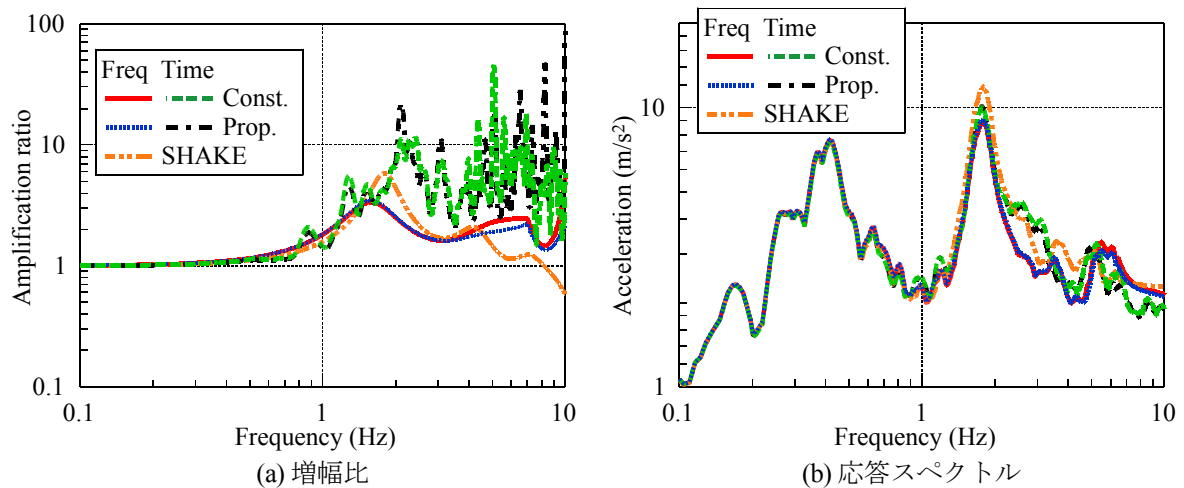 Amplification ratio
100
10
1
0.1
Freq Time
Const.
Prop.
SHAKE
0.1 1 10
Frequency (Hz)
(a) 増幅比
Acceleration (m/s²)
10
1
Freq Time
Const.
Prop.
SHAKE
0.1 1 10
Frequency (Hz)
(b) 応答スペクトル